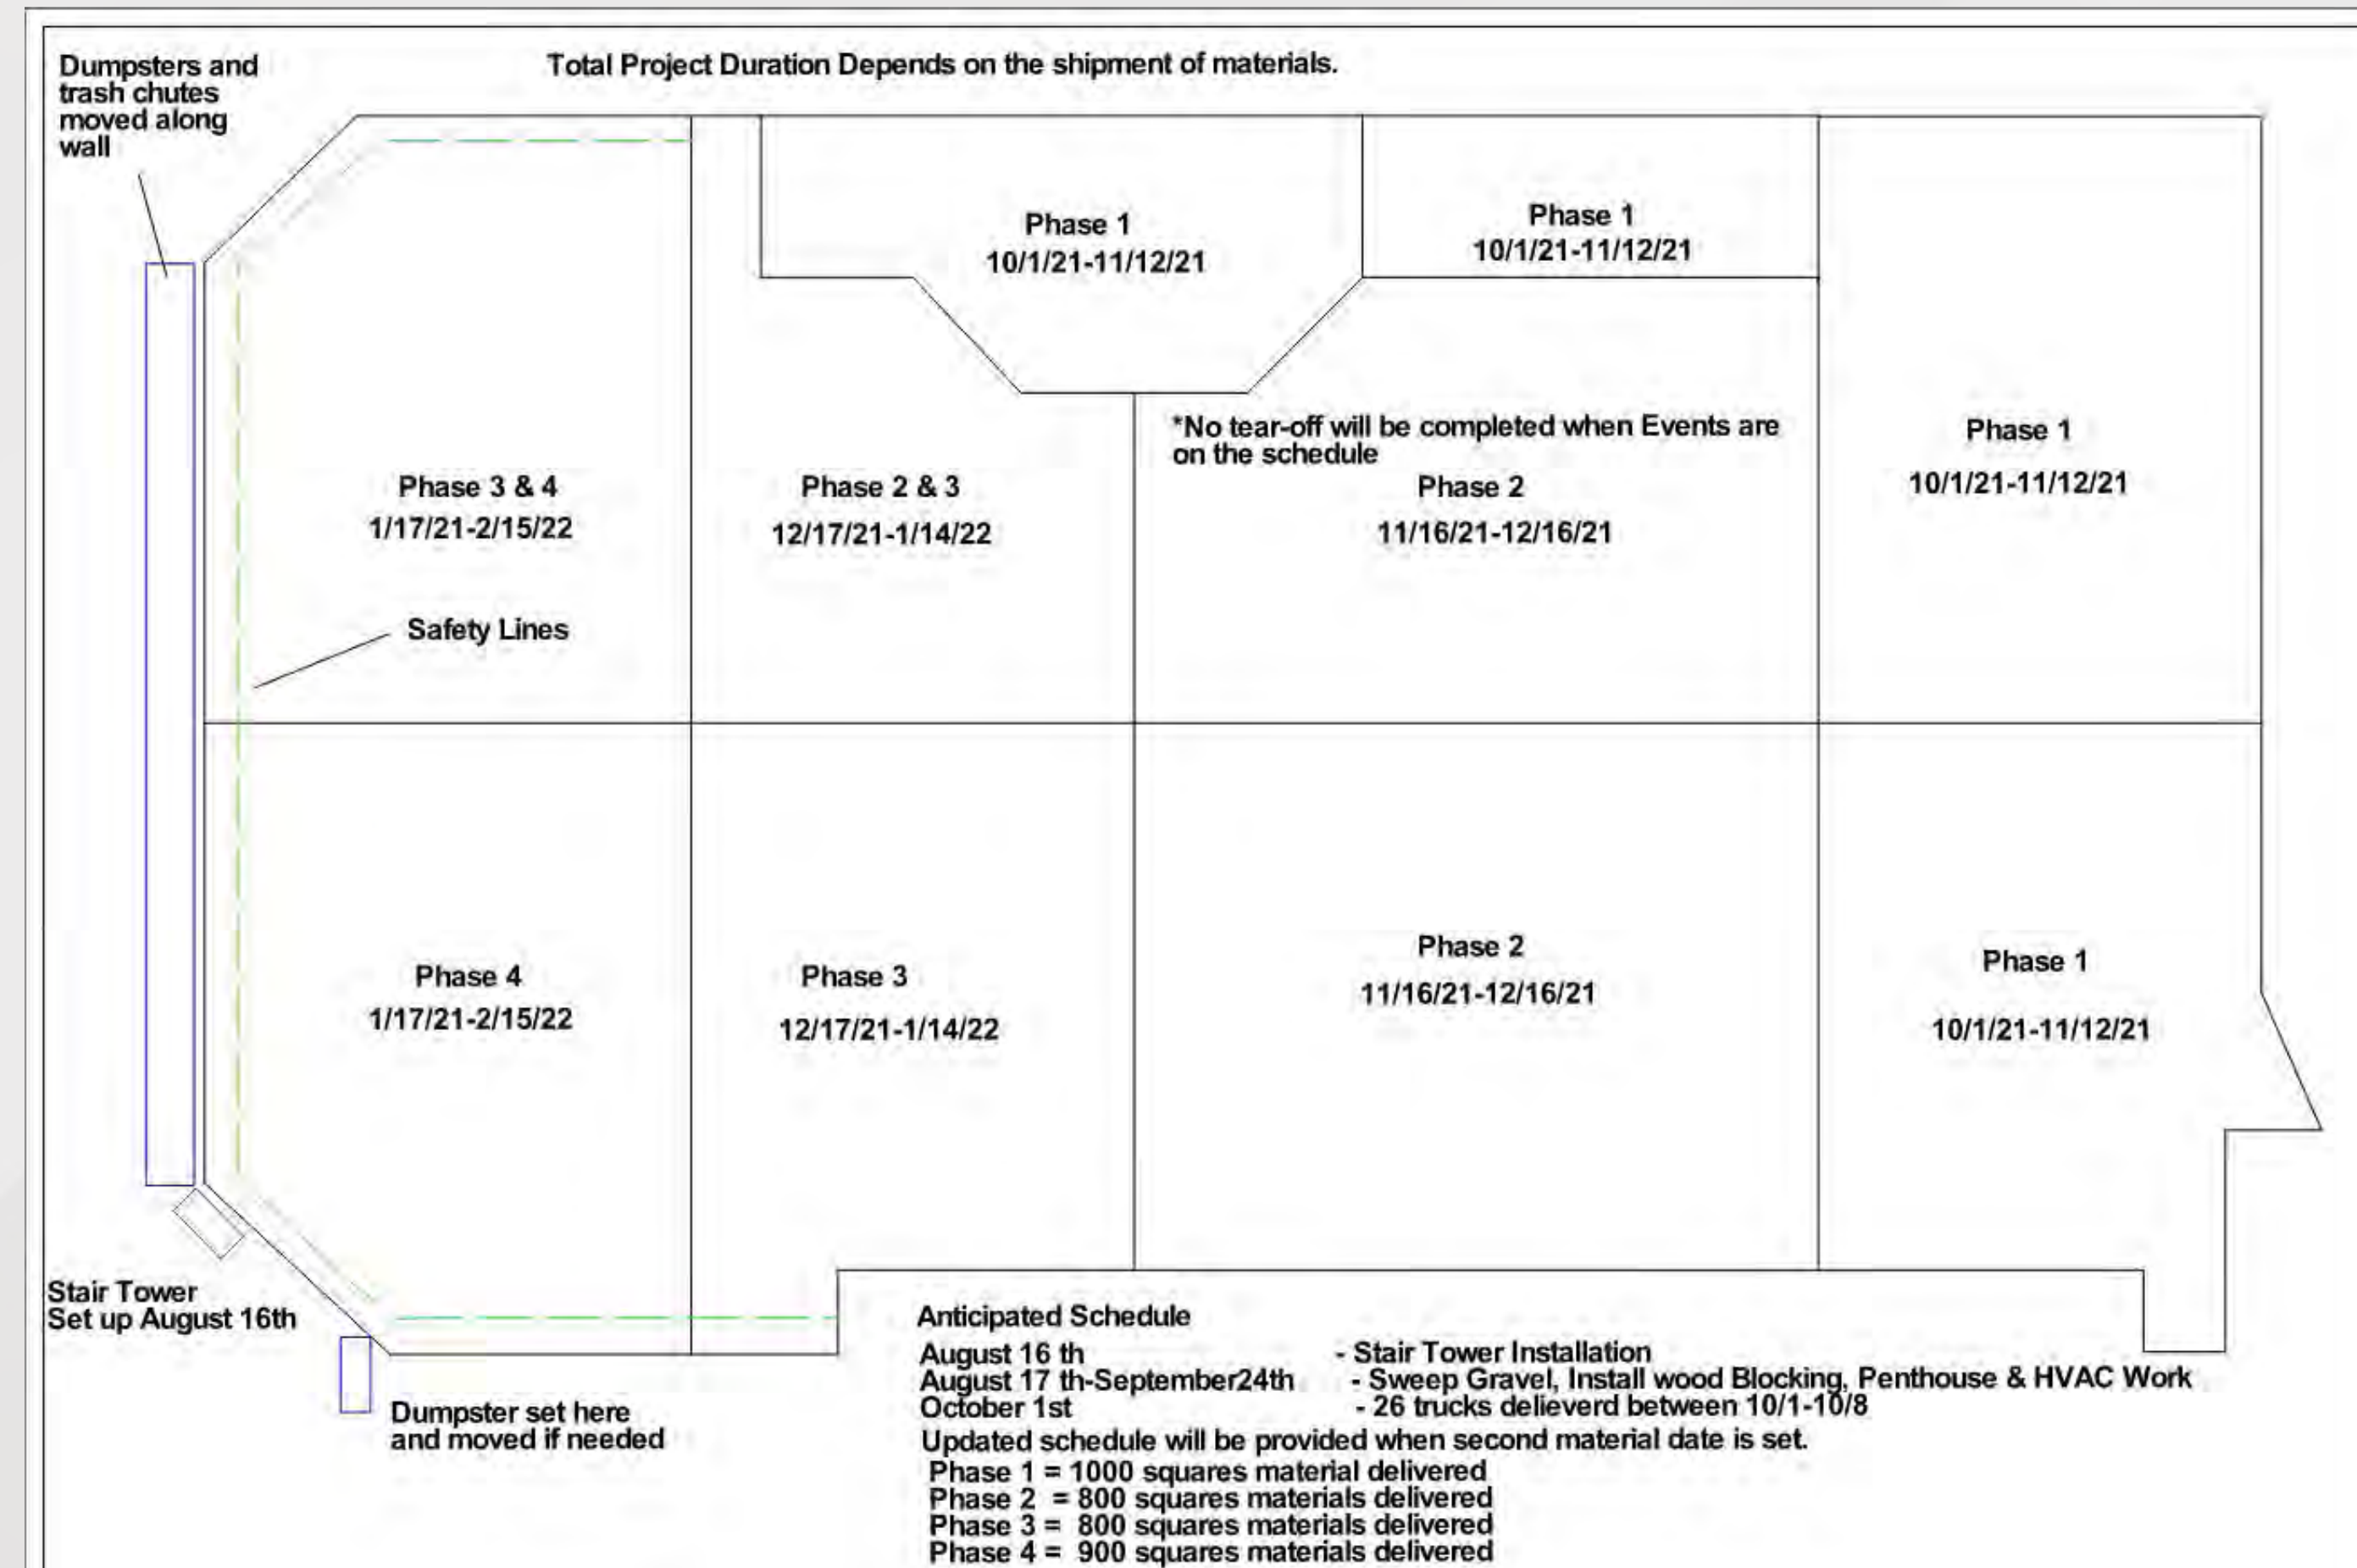 Dumpsters and
trash chutes
moved along
wall
Total Project Duration Depends on the shipment of materials.
Phase 1
10/1/21-11/12/21
Phase 1
10/1/21-11/12/21
*No tear-off will be completed when Events are
on the schedule
Phase 1
10/1/21-11/12/21
Phase 3 & 4
1/17/21-2/15/22
Phase 2 & 3
12/17/21-1/14/22
Phase 2
11/16/21-12/16/21
Safety Lines
Phase 4
1/17/21-2/15/22
Phase 3
12/17/21-1/14/22
Phase 2
11/16/21-12/16/21
Phase 1
10/1/21-11/12/21
Stair Tower
Set up August 16th
Dumpster set here
and moved if needed
Anticipated Schedule
August 16 th - Stair Tower Installation
August 17 th-September24th - Sweep Gravel, Install wood Blocking, Penthouse & HVAC Work
October 1st - 26 trucks delieverd between 10/1-10/8
Updated schedule will be provided when second material date is set.
Phase 1 = 1000 squares material delivered
Phase 2 = 800 squares materials delivered
Phase 3 = 800 squares materials delivered
Phase 4 = 900 squares materials delivered